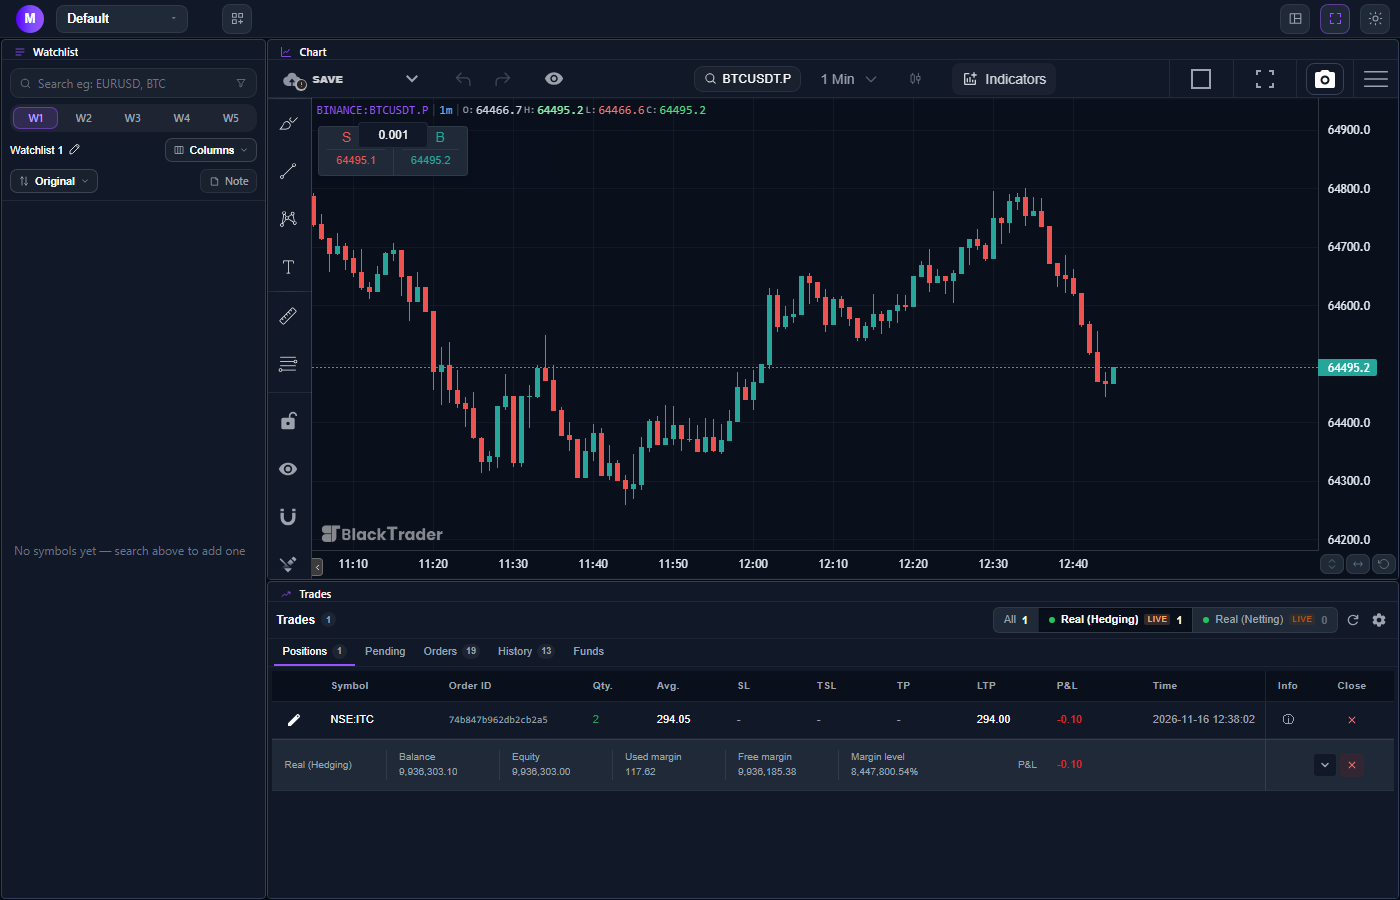 M Default
Watchlist
Search eg: EURUSD, BTC
W1 W2 W3 W4 W5
Watchlist 1 Columns
Original Note
No symbols yet — search above to add one
Chart
SAVE BTCUSDT.P 1 Min Indicators
BINANCE:BTCUSDT.P 1m O: 64466.7 H: 64495.2 L: 64466.6 C: 64495.2
S 0.001 B
64495.1 64495.2
64900.0
64800.0
64700.0
64600.0
64495.2
64400.0
64300.0
64200.0
BlackTrader
11:10 11:20 11:30 11:40 11:50 12:00 12:10 12:20 12:30 12:40
Trades
Trades 1 All 1 Real (Hedging) LIVE 1 Real (Netting) LIVE 0
Positions 1 Pending Orders 19 History 13 Funds
Symbol Order ID Qty. Avg. SL TSL TP LTP P&L Time Info Close
NSE:ITC 74b847b962db2cb2a5 2 294.05 - - - 294.00 -0.10 2026-11-16 12:38:02
Real (Hedging) Balance Equity Used margin Free margin Margin level P&L -0.10
9,936,303.10 9,936,303.00 117.62 9,936,185.38 8,447,800.54%